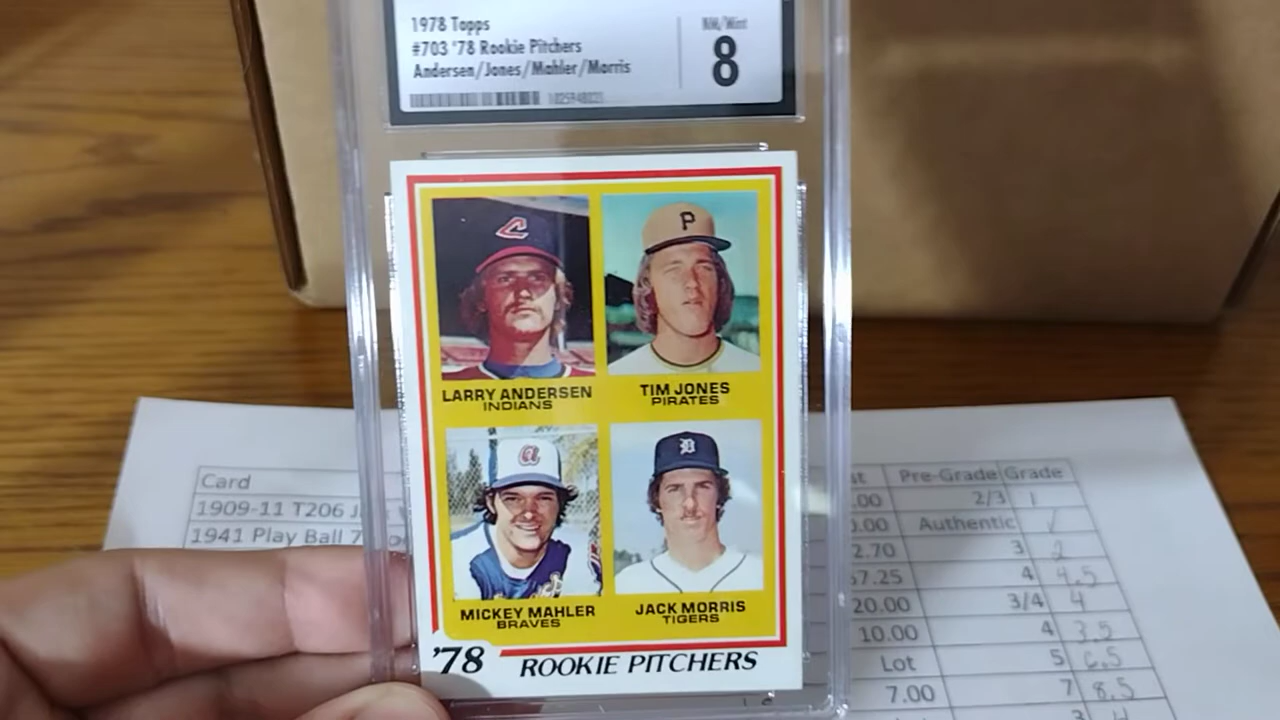 1978 Topps
#703 '78 Rookie Pitchers
Andersen/Jones/Mahler/Morris
NM/Mint
8
C
P
LARRY ANDERSEN
INDIANS
TIM JONES
PIRATES
a
D
MICKEY MAHLER
BRAVES
JACK MORRIS
TIGERS
'78 ROOKIE PITCHERS
Card
1909-11 T206
1941 Play Ball
Pre-Grade Grade
.00 2/3 1
0.00 Authentic ✓
2.70 3 2
57.25 4 4.5
20.00 3/4 4
10.00 4 3.5
Lot 5 6.5
7.00 7 8.5